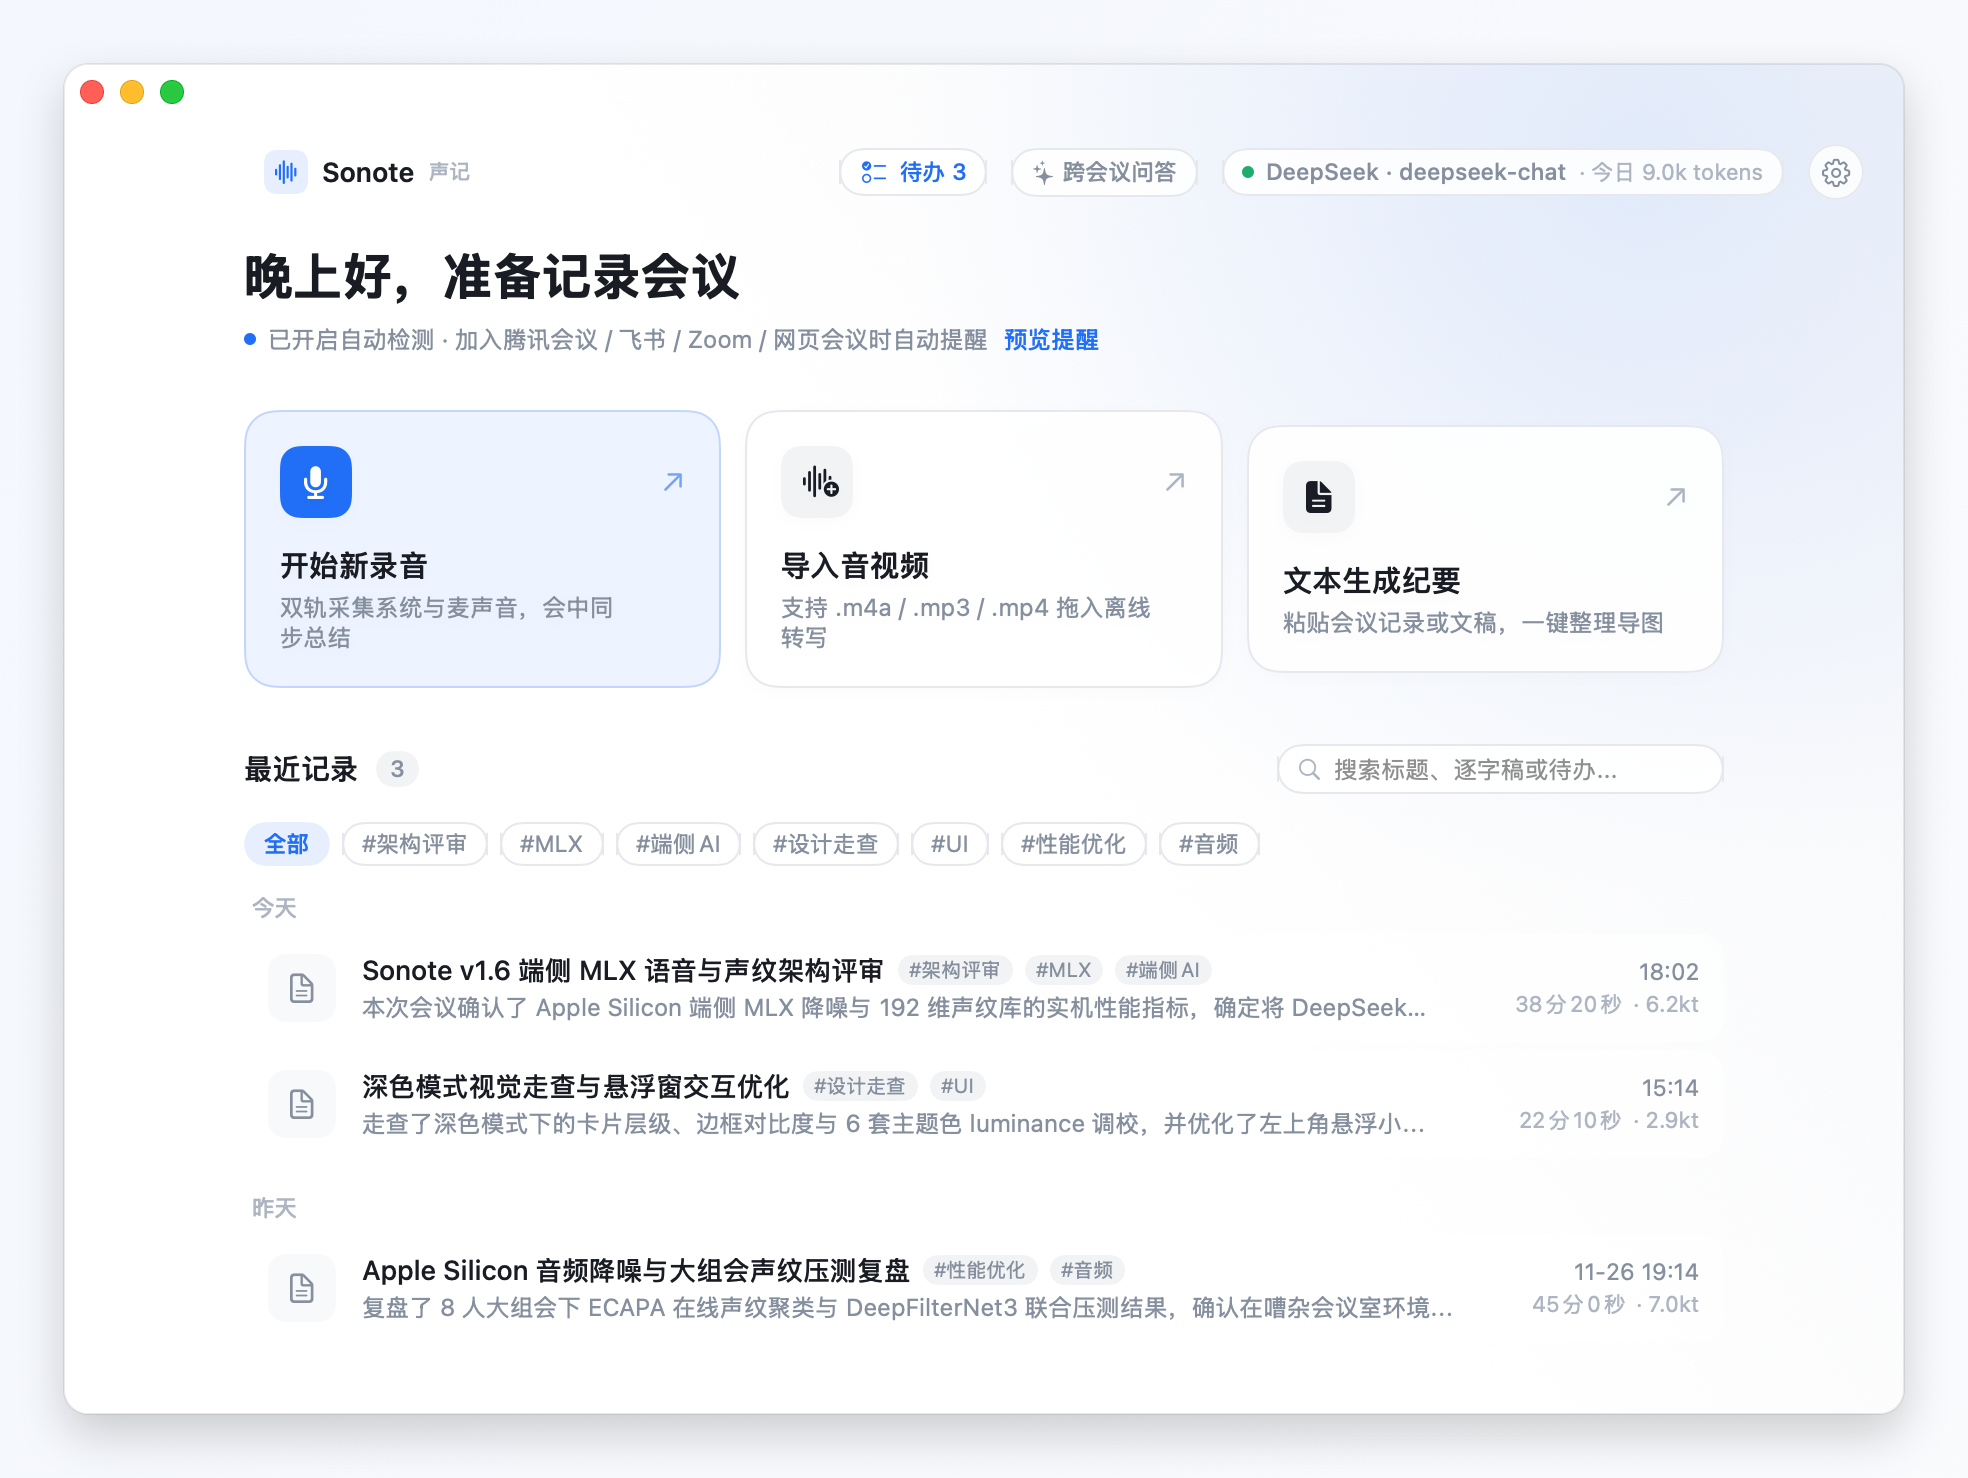 Sonote 声记
待办 3
跨会议问答
DeepSeek · deepseek-chat · 今日 9.0k tokens
晚上好，准备记录会议
已开启自动检测 · 加入腾讯会议 / 飞书 / Zoom / 网页会议时自动提醒 预览提醒
开始新录音
双轨采集系统与麦声音，会中同
步总结
导入音视频
支持 .m4a / .mp3 / .mp4 拖入离线
转写
文本生成纪要
粘贴会议记录或文稿，一键整理导图
最近记录 3
搜索标题、逐字稿或待办...
全部 #架构评审 #MLX #端侧 AI #设计走查 #UI #性能优化 #音频
今天
Sonote v1.6 端侧 MLX 语音与声纹架构评审 #架构评审 #MLX #端侧 AI 18:02
本次会议确认了 Apple Silicon 端侧 MLX 降噪与 192 维声纹库的实机性能指标，确定将 DeepSeek... 38分20秒 · 6.2kt
深色模式视觉走查与悬浮窗交互优化 #设计走查 #UI 15:14
走查了深色模式下的卡片层级、边框对比度与 6 套主题色 luminance 调校，并优化了左上角悬浮小... 22分10秒 · 2.9kt
昨天
Apple Silicon 音频降噪与大组会声纹压测复盘 #性能优化 #音频 11-26 19:14
复盘了 8 人大组会下 ECAPA 在线声纹聚类与 DeepFilterNet3 联合压测结果，确认在嘈杂会议室环境... 45分0秒 · 7.0kt